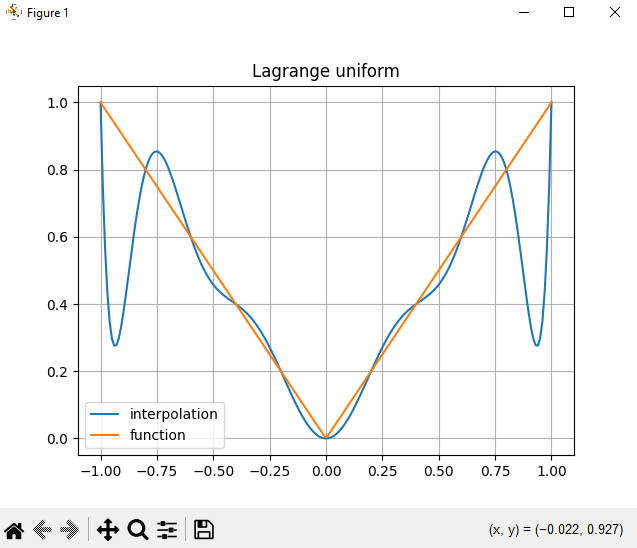 Figure 1
Lagrange uniform
1.0
0.8
0.6
0.4
0.2
0.0
interpolation
function
−1.00 −0.75 −0.50 −0.25 0.00 0.25 0.50 0.75 1.00
(x, y) = (−0.022, 0.927)